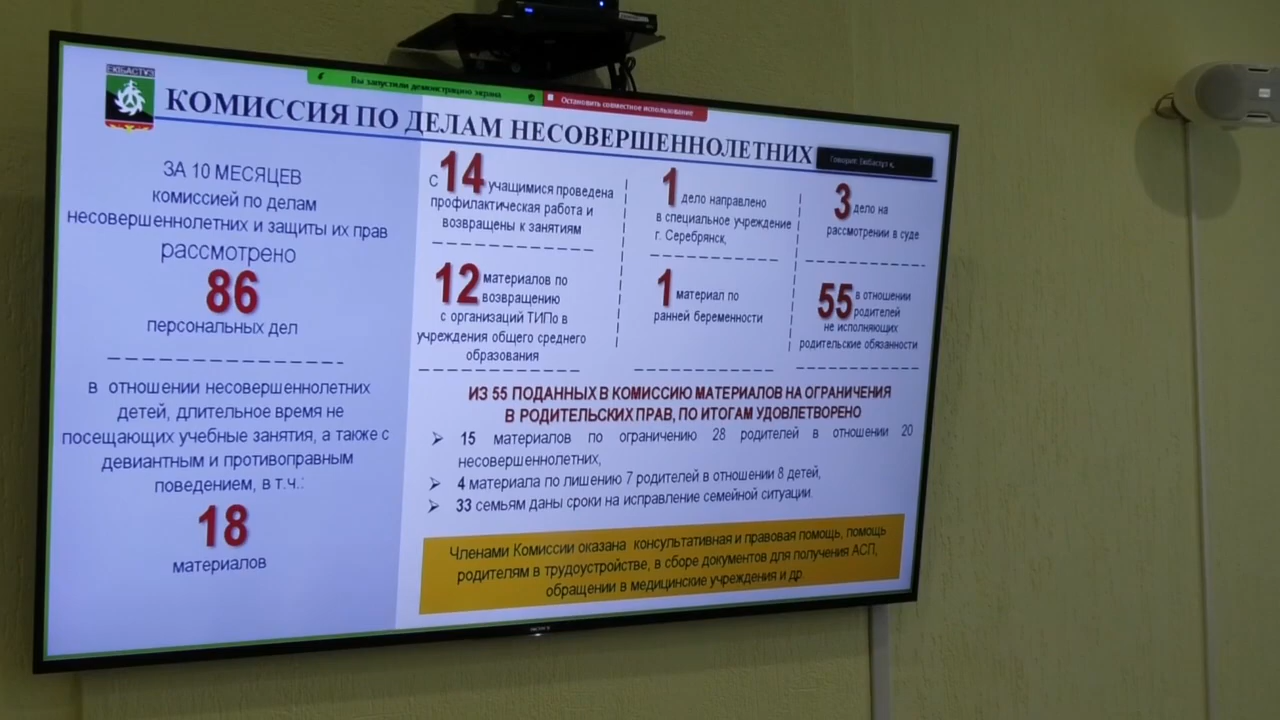 ЕКІБАСТҰЗ
Вы запустили демонстрацию экрана
Остановить совместное использование
КОМИССИЯ ПО ДЕЛАМ НЕСОВЕРШЕННОЛЕТНИХ
Говорит: Екібастуз к,
ЗА 10 МЕСЯЦЕВ
комиссией по делам
несовершеннолетних и защиты их прав
рассмотрено
86
персональных дел
в отношении несовершеннолетних
детей, длительное время не
посещающих учебные занятия, а также с
девиантным и противоправным
поведением, в т.ч.:
18
материалов
С 14 учащимися проведена
профилактическая работа и
возвращены к занятиям
1 дело направлено
в специальное учреждение
г. Серебрянск,
3 дело на
рассмотрении в суде
12 материалов по
возвращению
с организаций ТИПо в
учреждения общего среднего
образования
1 материал по
ранней беременности
55 в отношении
родителей
не исполняющих
родительские обязанности
ИЗ 55 ПОДАННЫХ В КОМИССИЮ МАТЕРИАЛОВ НА ОГРАНИЧЕНИЯ
В РОДИТЕЛЬСКИХ ПРАВ, ПО ИТОГАМ УДОВЛЕТВОРЕНО
➢ 15 материалов по ограничению 28 родителей в отношении 20
несовершеннолетних,
➢ 4 материала по лишению 7 родителей в отношении 8 детей,
➢ 33 семьям даны сроки на исправление семейной ситуации.
Членами Комиссии оказана консультативная и правовая помощь, помощь
родителям в трудоустройстве, в сборе документов для получения АСП,
обращении в медицинские учреждения и др.